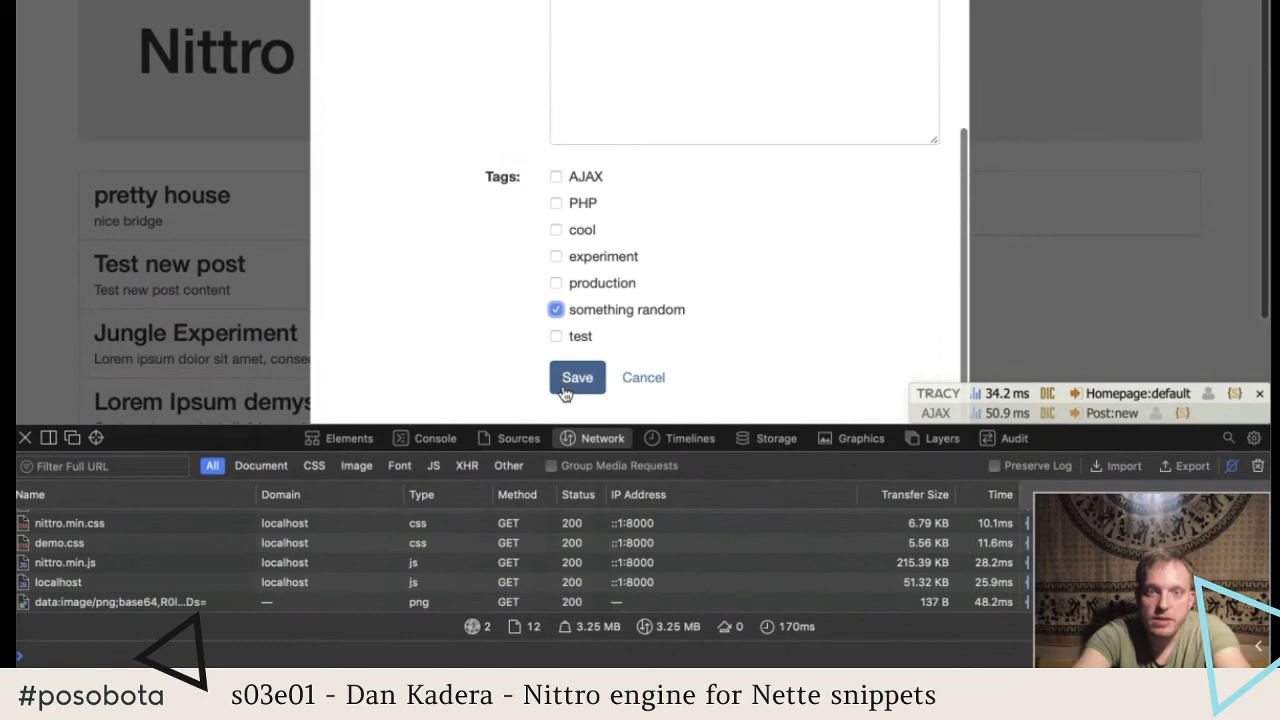 Nittro
pretty house
nice bridge
Test new post
Test new post content
Jungle Experiment
Lorem ipsum dolor sit amet, conse
Lorem Ipsum demys
Tags:
AJAX
PHP
cool
experiment
production
something random
test
Save Cancel
TRACY 34.2 ms DIC Homepage:default
AJAX 50.9 ms DIC Post:new
Elements Console Sources Network Timelines Storage Graphics Layers Audit
Filter Full URL All Document CSS Image Font JS XHR Other Group Media Requests Preserve Log Import Export
Name Domain Type Method Status IP Address Transfer Size Time
nittro.min.css localhost css GET 200 ::1:8000 6.79 KB 10.1ms
demo.css localhost css GET 200 ::1:8000 5.56 KB 11.6ms
nittro.min.js localhost js GET 200 ::1:8000 215.39 KB 28.2ms
localhost localhost js GET 200 ::1:8000 51.32 KB 25.9ms
data:image/png;base64,R0l...Ds= — png GET 200 — 137 B 48.2ms
2 12 3.25 MB 3.25 MB 0 170ms
#posobota s03e01 - Dan Kadera - Nittro engine for Nette snippets